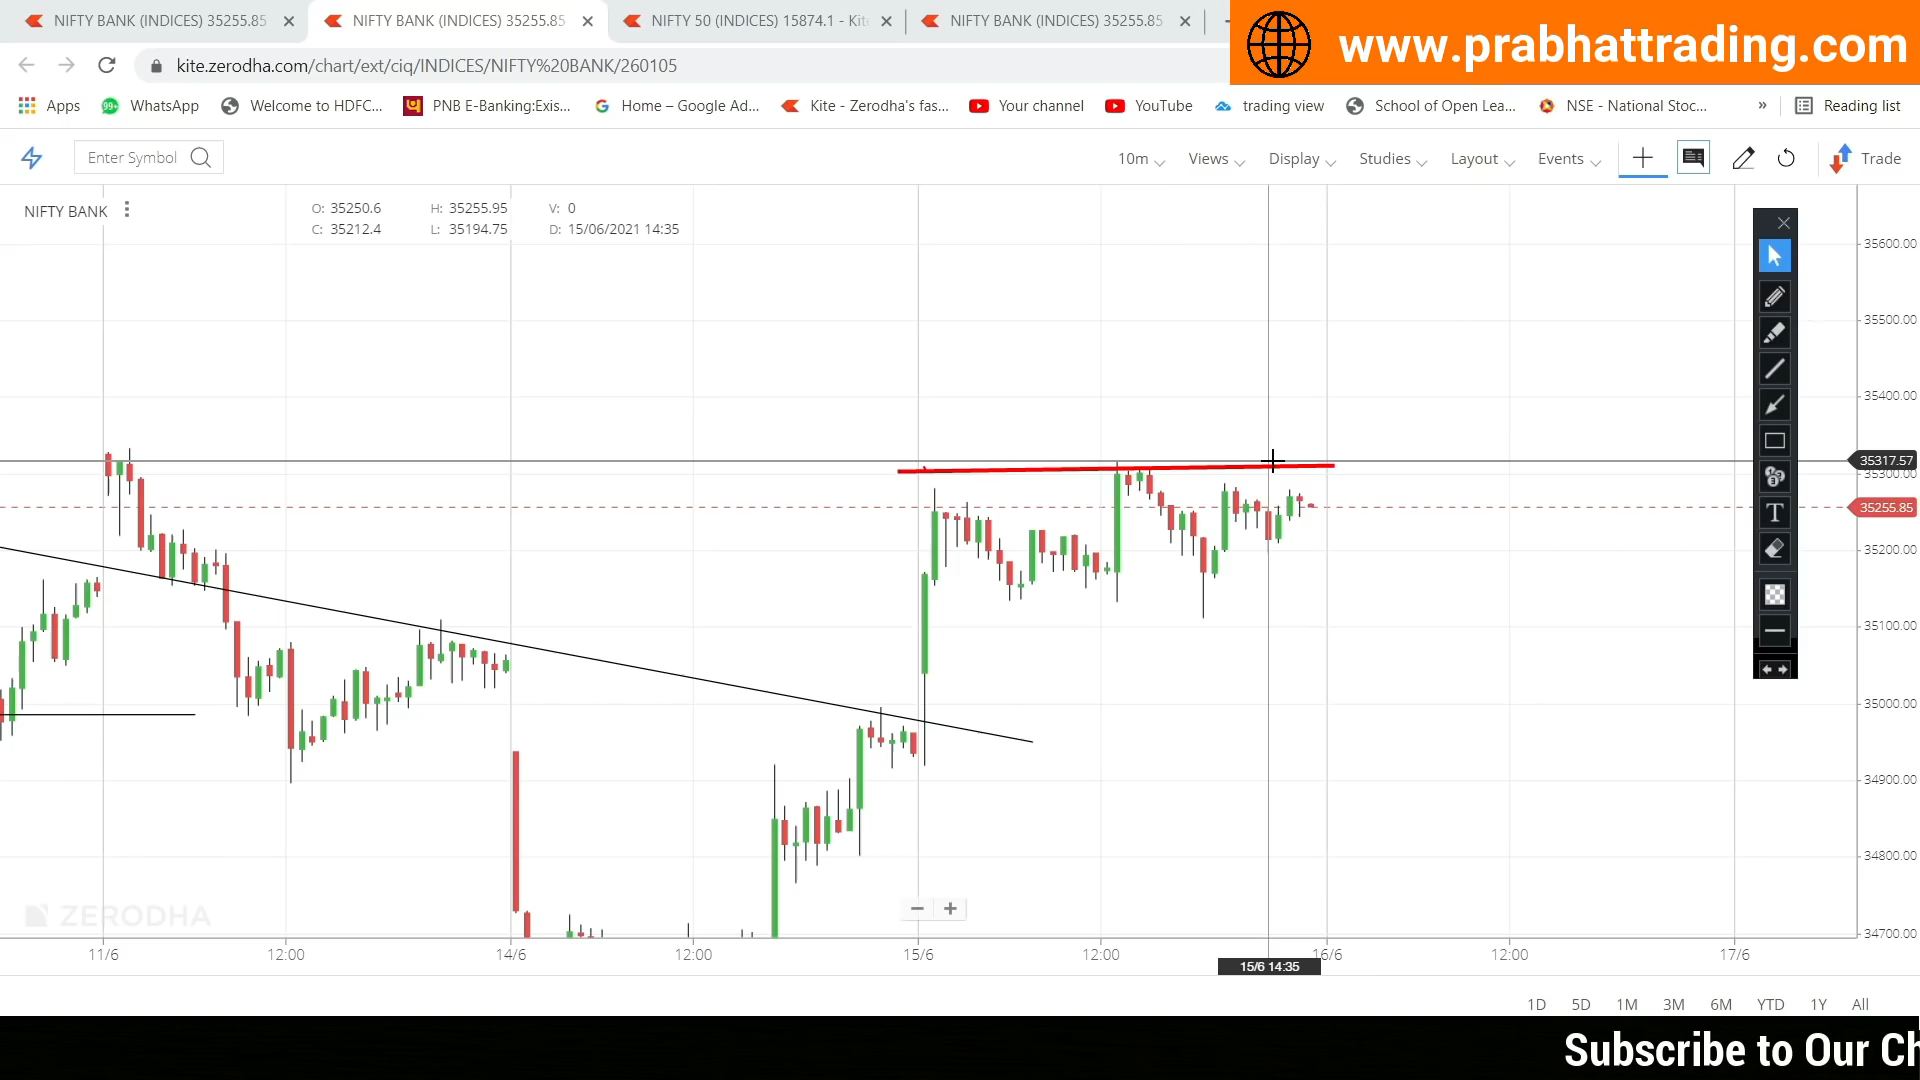 NIFTY BANK (INDICES) 35255.85
NIFTY BANK (INDICES) 35255.85
NIFTY 50 (INDICES) 15874.1 - Kite
NIFTY BANK (INDICES) 35255.85
www.prabhattrading.com
kite.zerodha.com/chart/ext/ciq/INDICES/NIFTY%20BANK/260105
Apps
99+
WhatsApp
Welcome to HDFC...
PNB E-Banking:Exis...
Home – Google Ad...
Kite - Zerodha's fas...
Your channel
YouTube
trading view
School of Open Lea...
NSE - National Stoc...
»
Reading list
Enter Symbol
10m
Views
Display
Studies
Layout
Events
Trade
NIFTY BANK
O: 35250.6 H: 35255.95 V: 0
C: 35212.4 L: 35194.75 D: 15/06/2021 14:35
35600.00
35500.00
35400.00
35317.57
35300.00
35255.85
35200.00
35100.00
35000.00
34900.00
34800.00
34700.00
T
ZERODHA
11/6 12:00 14/6 12:00 15/6 12:00 16/6 12:00 17/6
15/6 14:35
1D 5D 1M 3M 6M YTD 1Y All
Subscribe to Our Ch